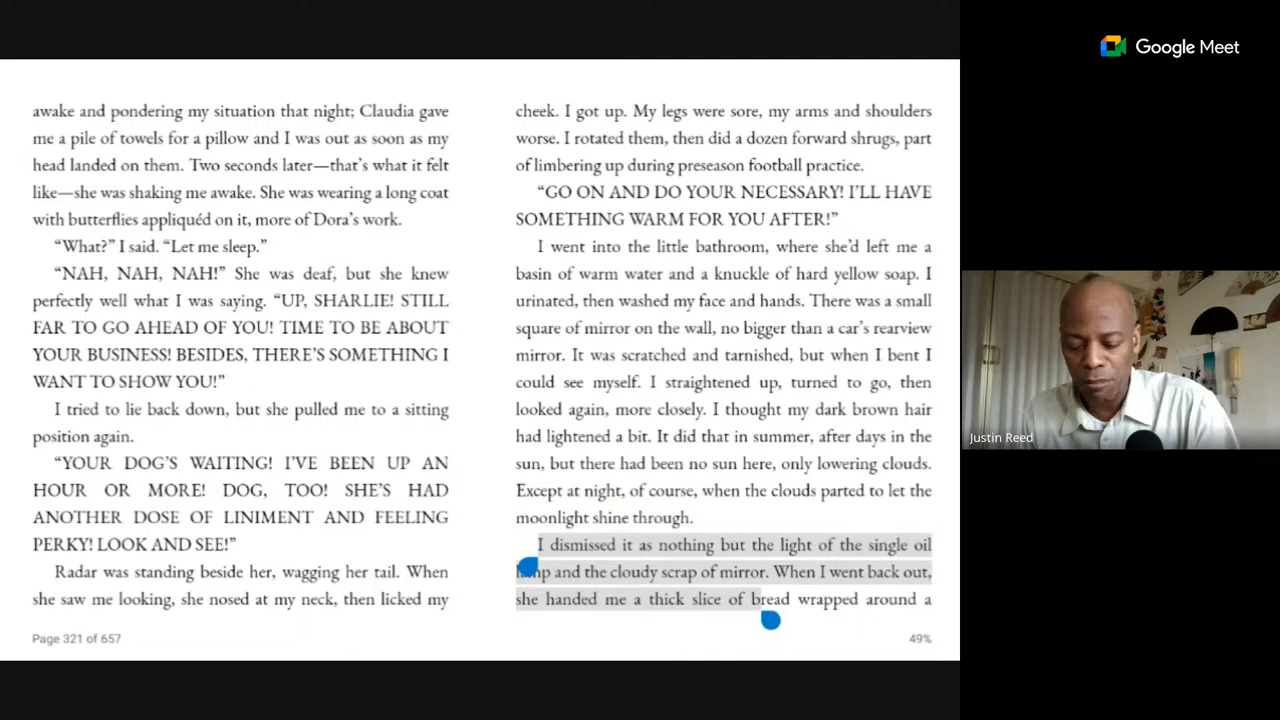 awake and pondering my situation that night; Claudia gave
me a pile of towels for a pillow and I was out as soon as my
head landed on them. Two seconds later—that’s what it felt
like—she was shaking me awake. She was wearing a long coat
with butterflies appliquéd on it, more of Dora’s work.
“What?” I said. “Let me sleep.”
“NAH, NAH, NAH!” She was deaf, but she knew
perfectly well what I was saying. “UP, SHARLIE! STILL
FAR TO GO AHEAD OF YOU! TIME TO BE ABOUT
YOUR BUSINESS! BESIDES, THERE’S SOMETHING I
WANT TO SHOW YOU!”
I tried to lie back down, but she pulled me to a sitting
position again.
“YOUR DOG’S WAITING! I’VE BEEN UP AN
HOUR OR MORE! DOG, TOO! SHE’S HAD
ANOTHER DOSE OF LINIMENT AND FEELING
PERKY! LOOK AND SEE!”
Radar was standing beside her, wagging her tail. When
she saw me looking, she nosed at my neck, then licked my
Page 321 of 657
cheek. I got up. My legs were sore, my arms and shoulders
worse. I rotated them, then did a dozen forward shrugs, part
of limbering up during preseason football practice.
“GO ON AND DO YOUR NECESSARY! I’LL HAVE
SOMETHING WARM FOR YOU AFTER!”
I went into the little bathroom, where she’d left me a
basin of warm water and a knuckle of hard yellow soap. I
urinated, then washed my face and hands. There was a small
square of mirror on the wall, no bigger than a car’s rearview
mirror. It was scratched and tarnished, but when I bent I
could see myself. I straightened up, turned to go, then
looked again, more closely. I thought my dark brown hair
had lightened a bit. It did that in summer, after days in the
sun, but there had been no sun here, only lowering clouds.
Except at night, of course, when the clouds parted to let the
moonlight shine through.
I dismissed it as nothing but the light of the single oil
lamp and the cloudy scrap of mirror. When I went back out,
she handed me a thick slice of bread wrapped around a
49%
Google Meet
Justin Reed